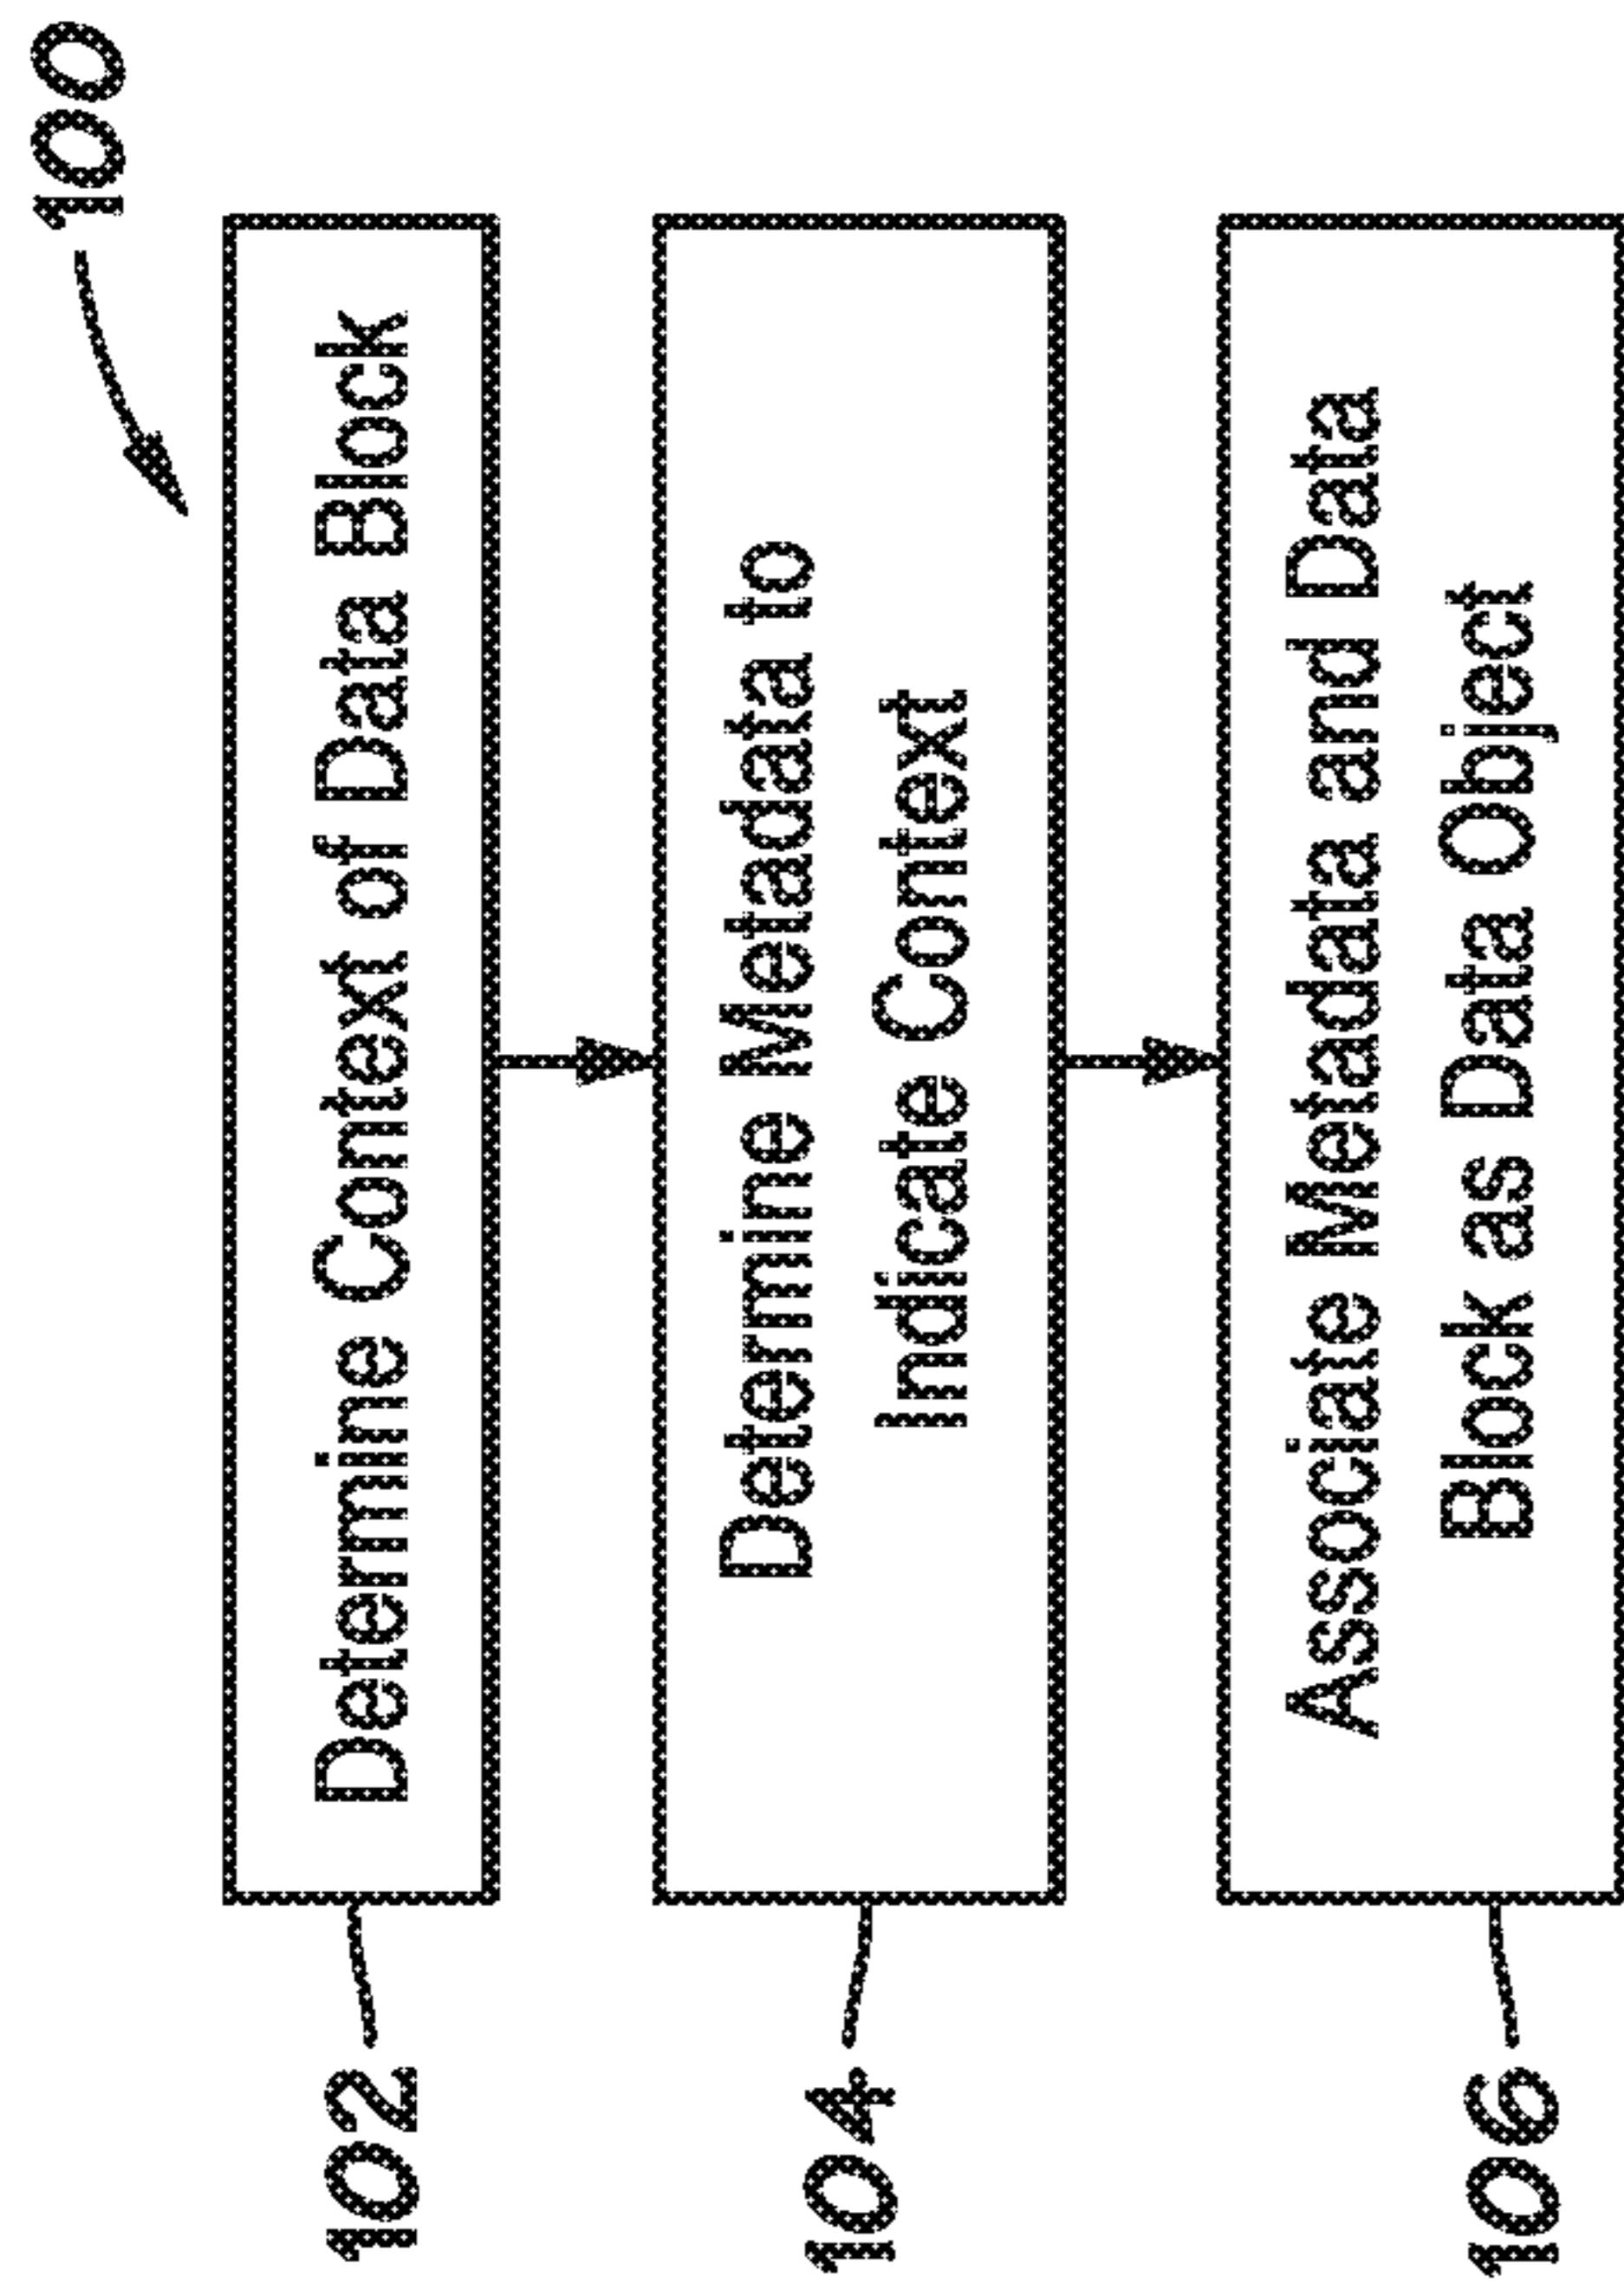 100
102
Determine Context of Data Block
104
Determine Metadata to
Indicate Context
106
Associate Metadata and Data
Block as Data Object